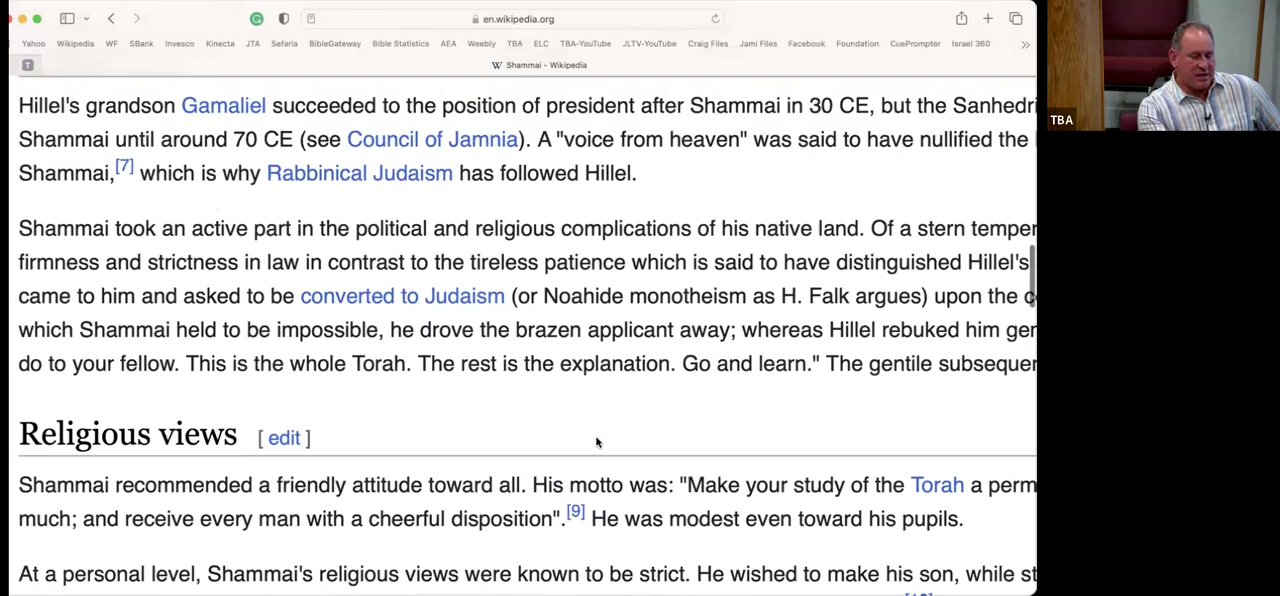 en.wikipedia.org
Yahoo Wikipedia WF SBank Invesco Kinecta JTA Sefaria BibleGateway Bible Statistics AEA Weebly TBA ELC TBA-YouTube JLTV-YouTube Craig Files Jami Files Facebook Foundation CuePrompter Israel 360
T
W Shammai - Wikipedia
TBA
Hillel's grandson Gamaliel succeeded to the position of president after Shammai in 30 CE, but the Sanhedri
Shammai until around 70 CE (see Council of Jamnia). A "voice from heaven" was said to have nullified the
Shammai,[7] which is why Rabbinical Judaism has followed Hillel.
Shammai took an active part in the political and religious complications of his native land. Of a stern temper
firmness and strictness in law in contrast to the tireless patience which is said to have distinguished Hillel's
came to him and asked to be converted to Judaism (or Noahide monotheism as H. Falk argues) upon the
which Shammai held to be impossible, he drove the brazen applicant away; whereas Hillel rebuked him ger
do to your fellow. This is the whole Torah. The rest is the explanation. Go and learn." The gentile subsequer
Religious views [ edit ]
Shammai recommended a friendly attitude toward all. His motto was: "Make your study of the Torah a perm
much; and receive every man with a cheerful disposition".[9] He was modest even toward his pupils.
At a personal level, Shammai's religious views were known to be strict. He wished to make his son, while st